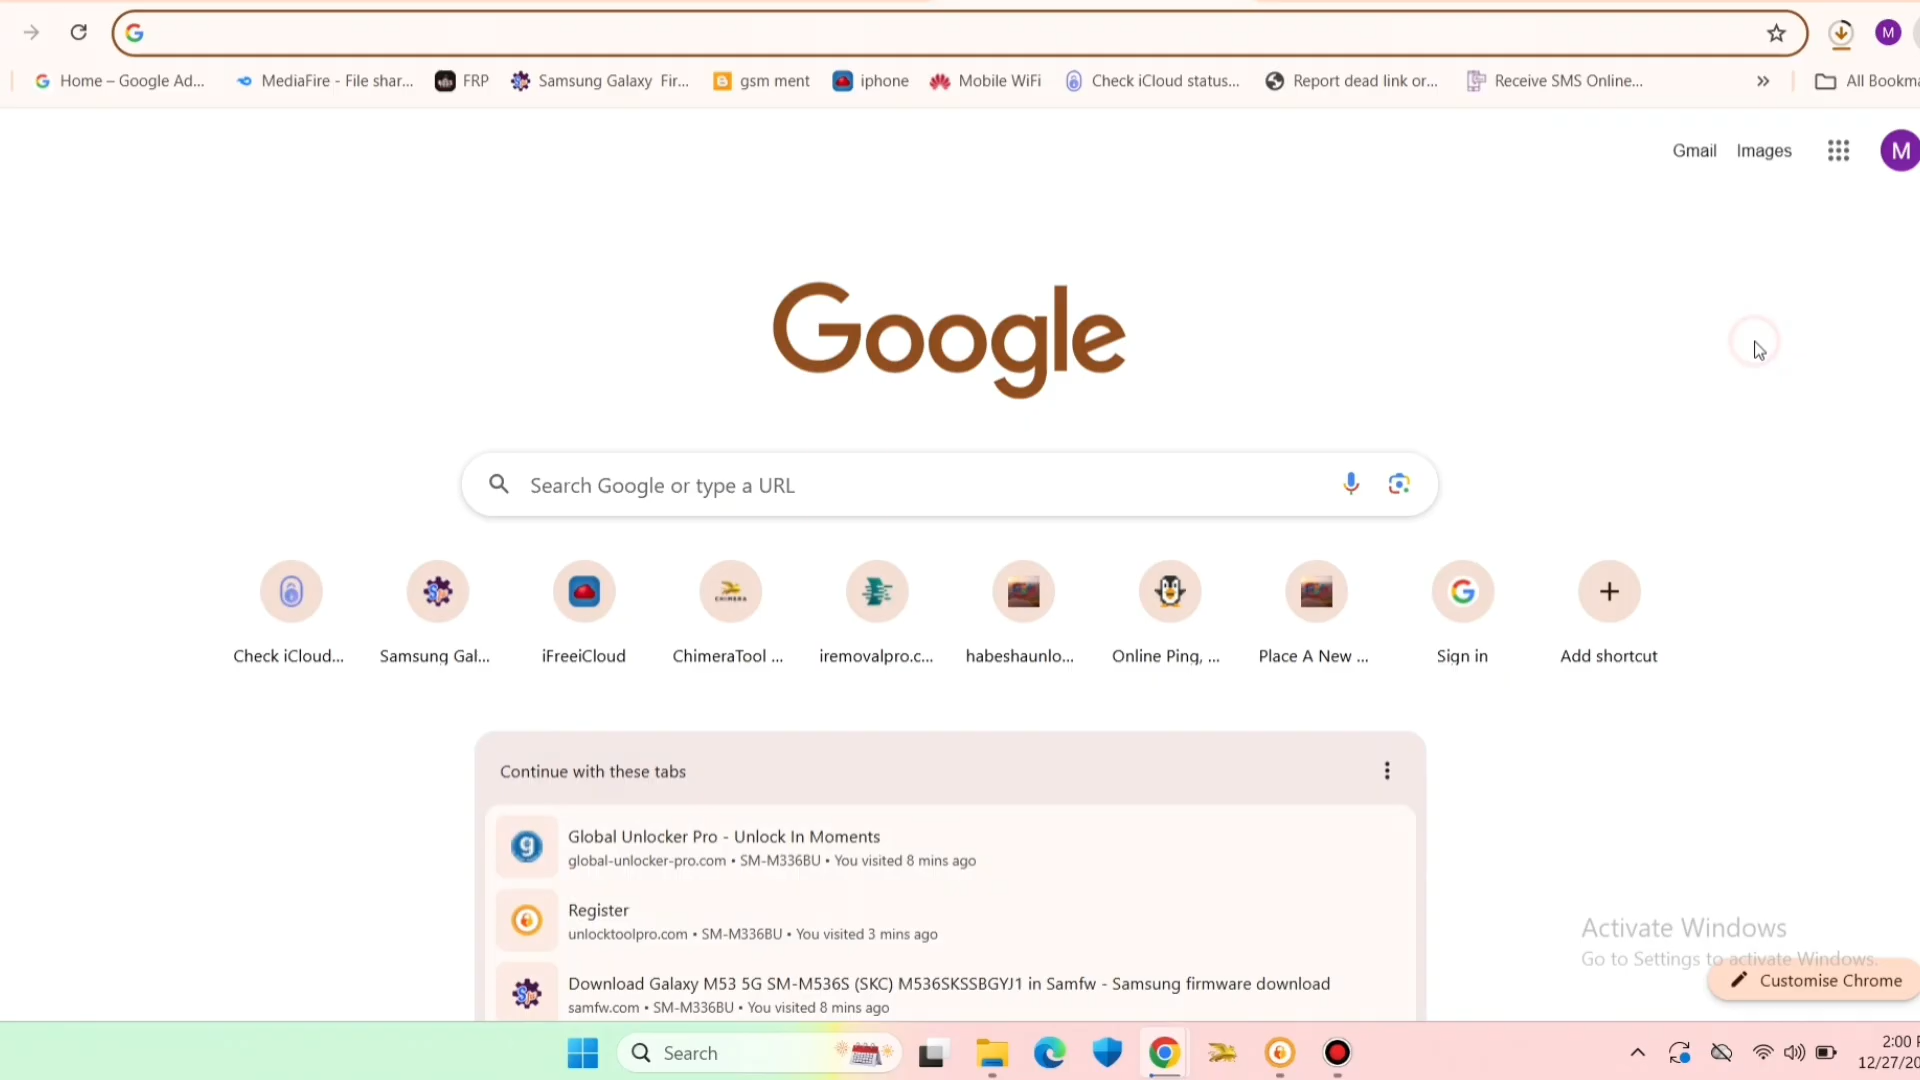 M
Home – Google Ad...
MediaFire - File shar...
FRP
Samsung Galaxy Fir...
gsm ment
iphone
Mobile WiFi
Check iCloud status...
Report dead link or...
Receive SMS Online...
»
All Bookma
Gmail
Images
M
Google
Search Google or type a URL
CHIMERA
Check iCloud...
Samsung Gal...
iFreeiCloud
ChimeraTool ...
iremovalpro.c...
habeshaunlo...
Online Ping, ...
Place A New ...
Sign in
Add shortcut
Continue with these tabs
Global Unlocker Pro - Unlock In Moments
global-unlocker-pro.com • SM-M336BU • You visited 8 mins ago
Register
unlocktoolpro.com • SM-M336BU • You visited 3 mins ago
Download Galaxy M53 5G SM-M536S (SKC) M536SKSSBGYJ1 in Samfw - Samsung firmware download
samfw.com • SM-M336BU • You visited 8 mins ago
Activate Windows
Go to Settings to activate Windows.
Customise Chrome
Search
2:00
12/27/20